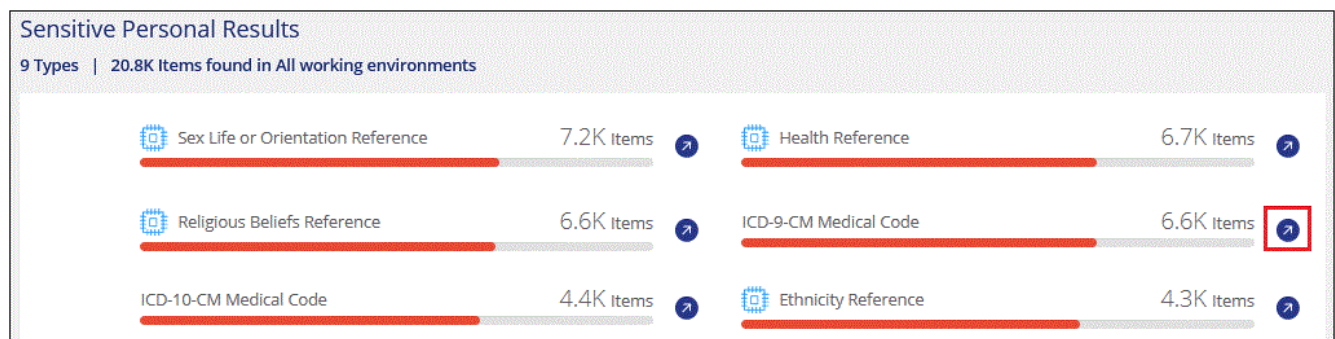 Sensitive Personal Results
9 Types | 20.8K Items found in All working environments
Sex Life or Orientation Reference 7.2K Items
Health Reference 6.7K Items
Religious Beliefs Reference 6.6K Items
ICD-9-CM Medical Code 6.6K Items
ICD-10-CM Medical Code 4.4K Items
Ethnicity Reference 4.3K Items